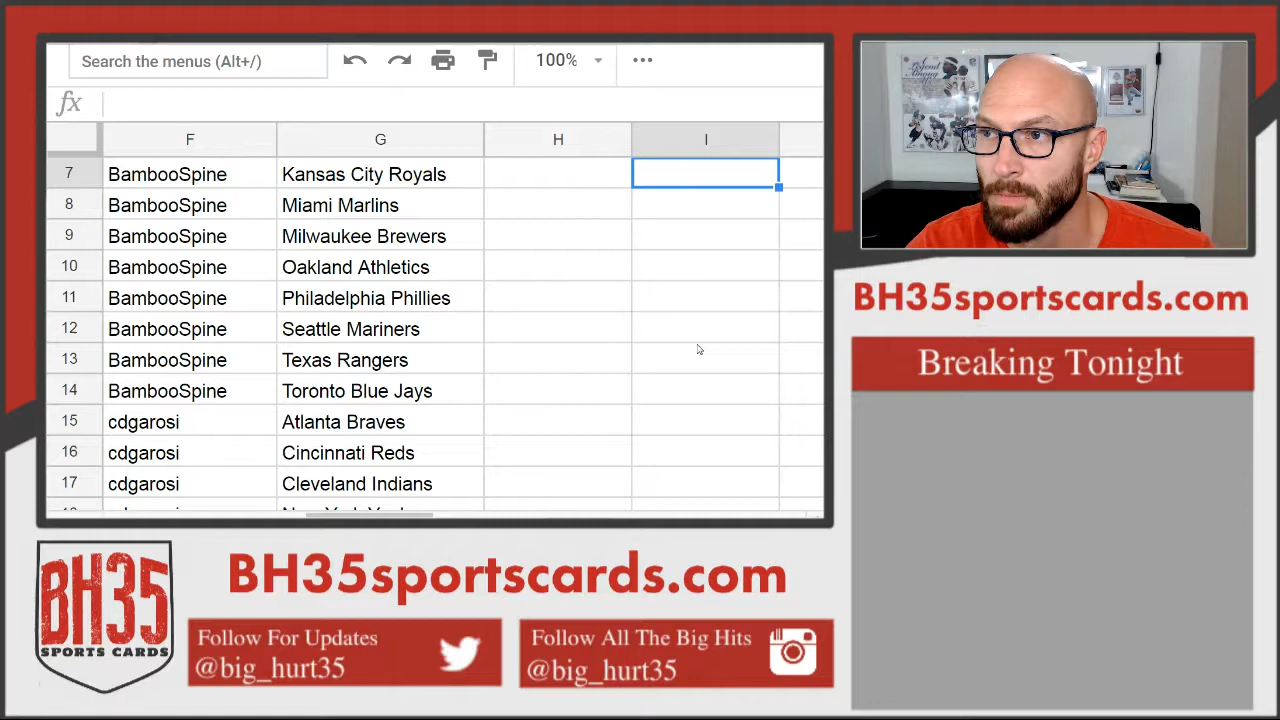 Search the menus (Alt+/)
100%
fx
F G H I
7 BambooSpine Kansas City Royals
8 BambooSpine Miami Marlins
9 BambooSpine Milwaukee Brewers
10 BambooSpine Oakland Athletics
11 BambooSpine Philadelphia Phillies
12 BambooSpine Seattle Mariners
13 BambooSpine Texas Rangers
14 BambooSpine Toronto Blue Jays
15 cdgarosi Atlanta Braves
16 cdgarosi Cincinnati Reds
17 cdgarosi Cleveland Indians
BH35sportscards.com
Breaking Tonight
BH35
SPORTS CARDS
BH35sportscards.com
Follow For Updates
@big_hurt35
Follow All The Big Hits
@big_hurt35